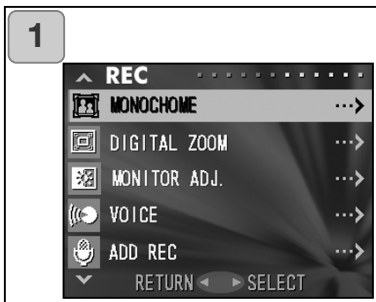 1
REC
MONOCHOME
DIGITAL ZOOM
MONITOR ADJ.
VOICE
ADD REC
RETURN SELECT